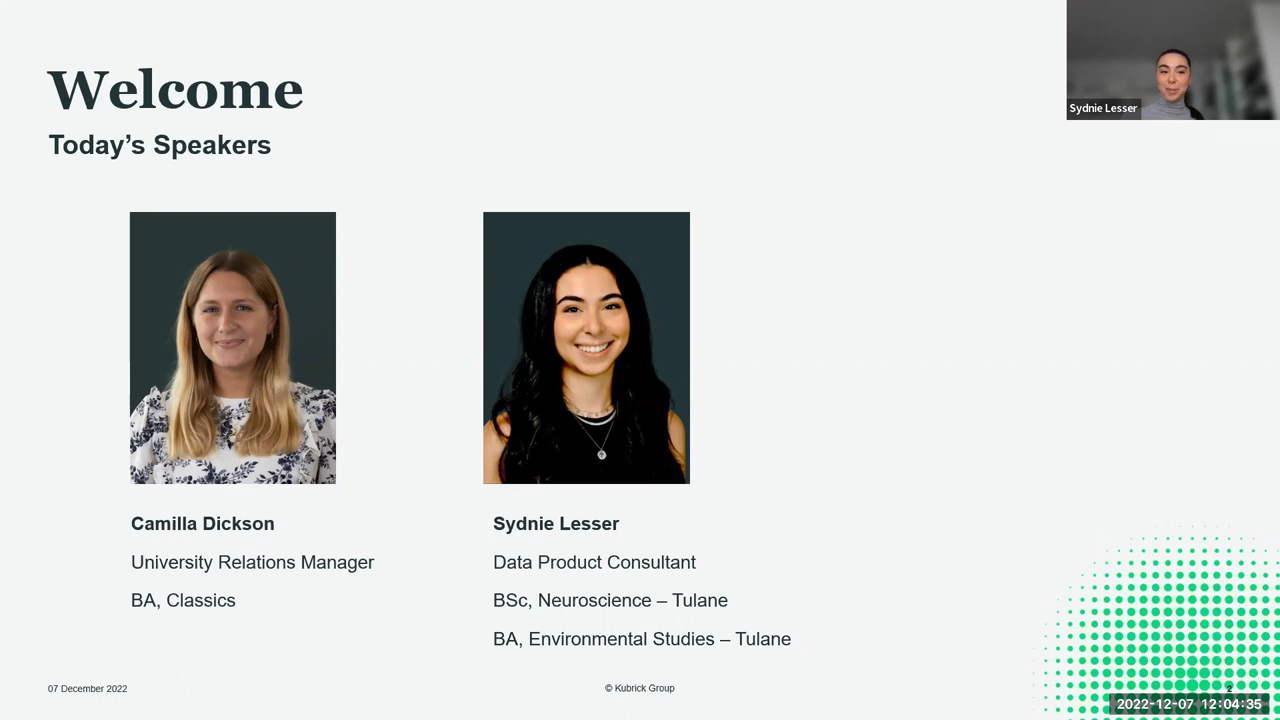 Welcome
Today’s Speakers
Sydnie Lesser
Camilla Dickson
University Relations Manager
BA, Classics
Sydnie Lesser
Data Product Consultant
BSc, Neuroscience – Tulane
BA, Environmental Studies – Tulane
07 December 2022
© Kubrick Group
2
2022-12-07 12:04:35